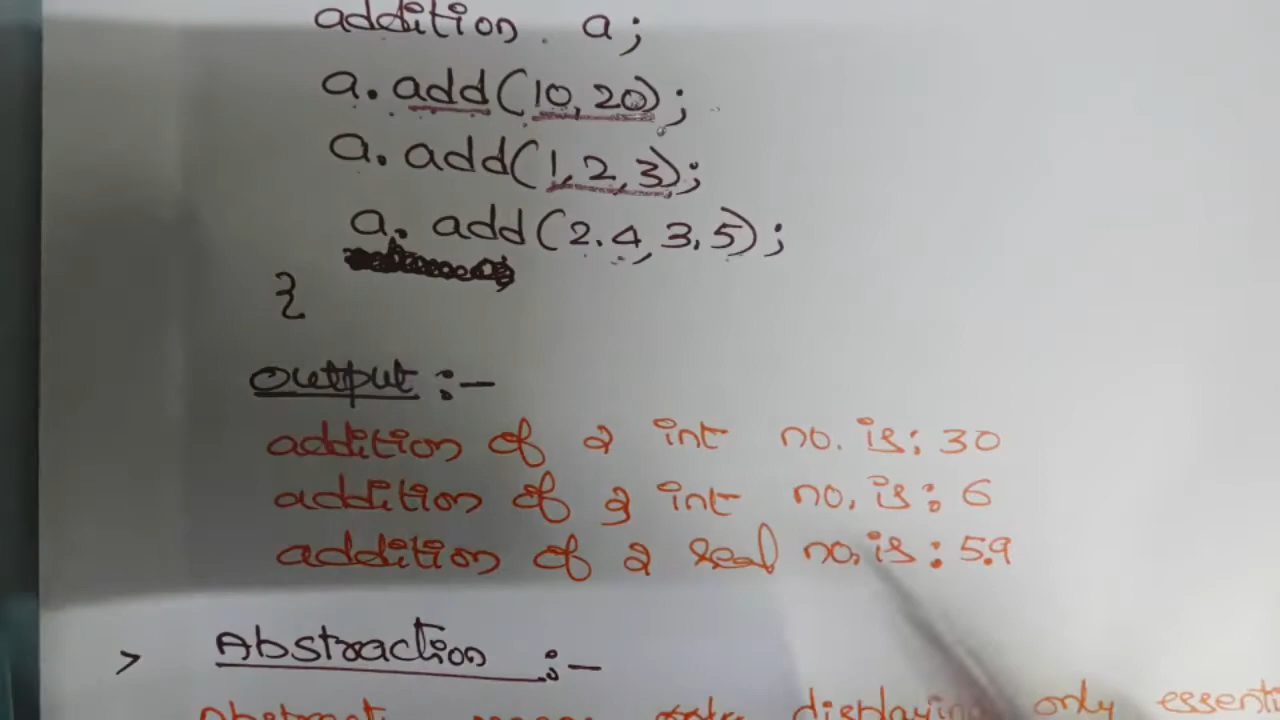 addition a;
a. add(10, 20);
a. add(1, 2, 3);
a. add(2.4, 3.5);
}
Output :-
addition of 2 int no. is: 30
addition of 3 int no. is: 6
addition of 2 real no. is: 5.9
> Abstraction :-
Abstract means displaying only essenti